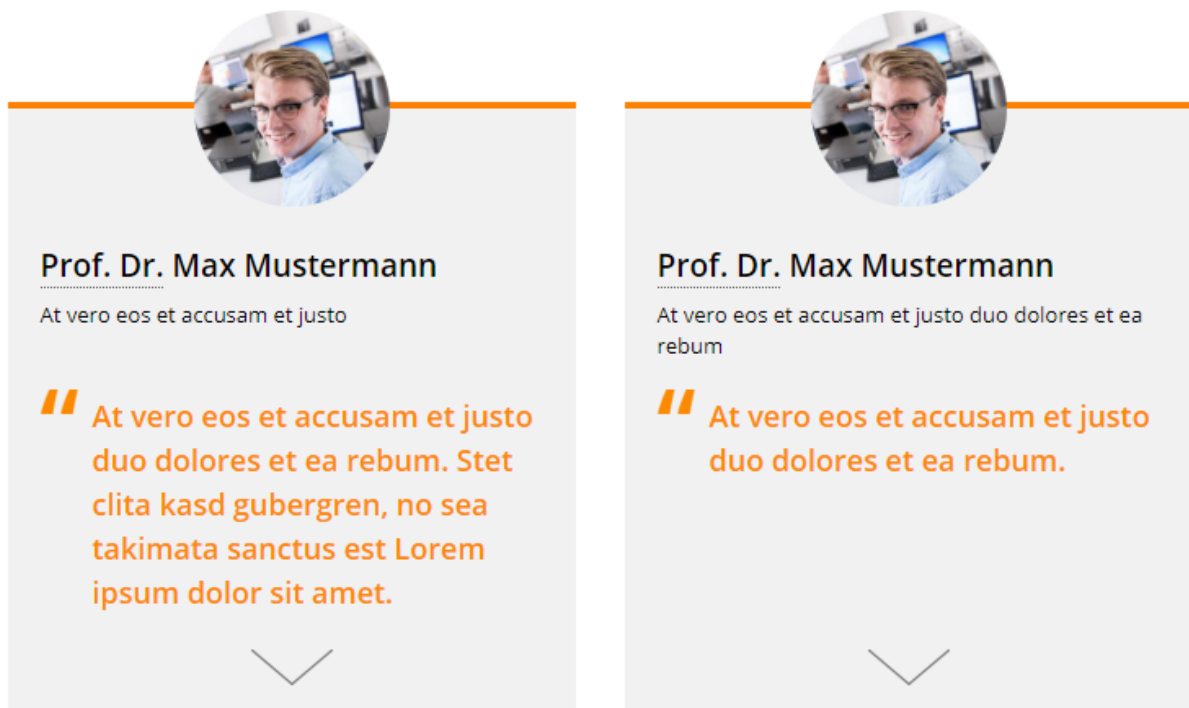 Prof. Dr. Max Mustermann
At vero eos et accusam et justo
“ At vero eos et accusam et justo
duo dolores et ea rebum. Stet
clita kasd gubergren, no sea
takimata sanctus est Lorem
ipsum dolor sit amet.
Prof. Dr. Max Mustermann
At vero eos et accusam et justo duo dolores et ea
rebum
“ At vero eos et accusam et justo
duo dolores et ea rebum.